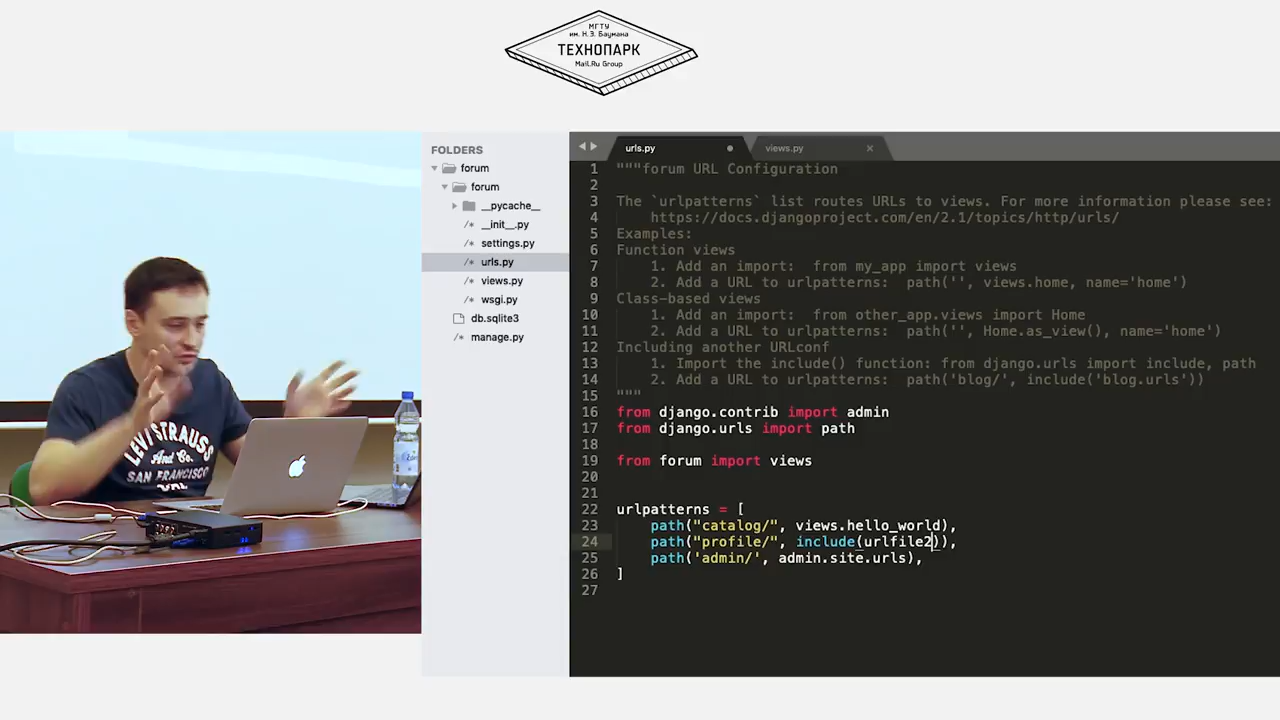 МГТУ
им. Н.Э. Баумана
ТЕХНОПАРК
Mail.Ru Group
LEVI STRAUSS
And Co.
SAN FRANCISCO
CAL.
FOLDERS
forum
forum
__pycache__
/* __init__.py
/* settings.py
/* urls.py
/* views.py
/* wsgi.py
db.sqlite3
/* manage.py
urls.py
views.py
1 """forum URL Configuration
2
3 The `urlpatterns` list routes URLs to views. For more information please see:
4 https://docs.djangoproject.com/en/2.1/topics/http/urls/
5 Examples:
6 Function views
7 1. Add an import: from my_app import views
8 2. Add a URL to urlpatterns: path('', views.home, name='home')
9 Class-based views
10 1. Add an import: from other_app.views import Home
11 2. Add a URL to urlpatterns: path('', Home.as_view(), name='home')
12 Including another URLconf
13 1. Import the include() function: from django.urls import include, path
14 2. Add a URL to urlpatterns: path('blog/', include('blog.urls'))
15 """
16 from django.contrib import admin
17 from django.urls import path
18
19 from forum import views
20
21
22 urlpatterns = [
23 path("catalog/", views.hello_world),
24 path("profile/", include(urlfile2)),
25 path('admin/', admin.site.urls),
26 ]
27